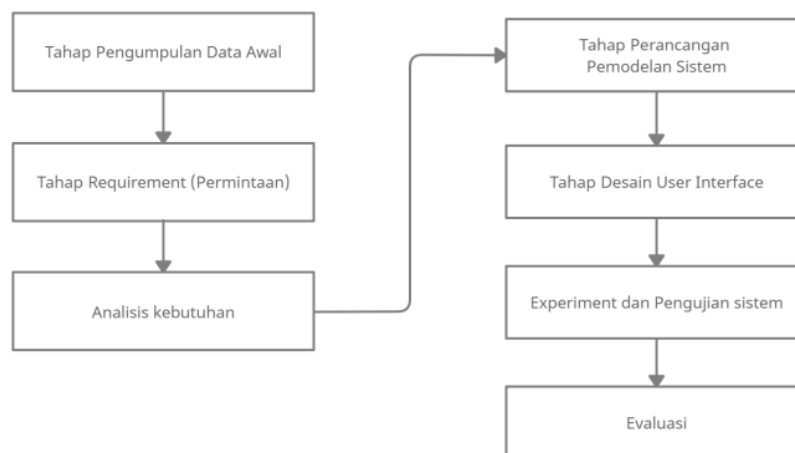 Tahap Pengumpulan Data Awal
Tahap Requirement (Permintaan)
Analisis kebutuhan
Tahap Perancangan
Pemodelan Sistem
Tahap Desain User Interface
Experiment dan Pengujian sistem
Evaluasi